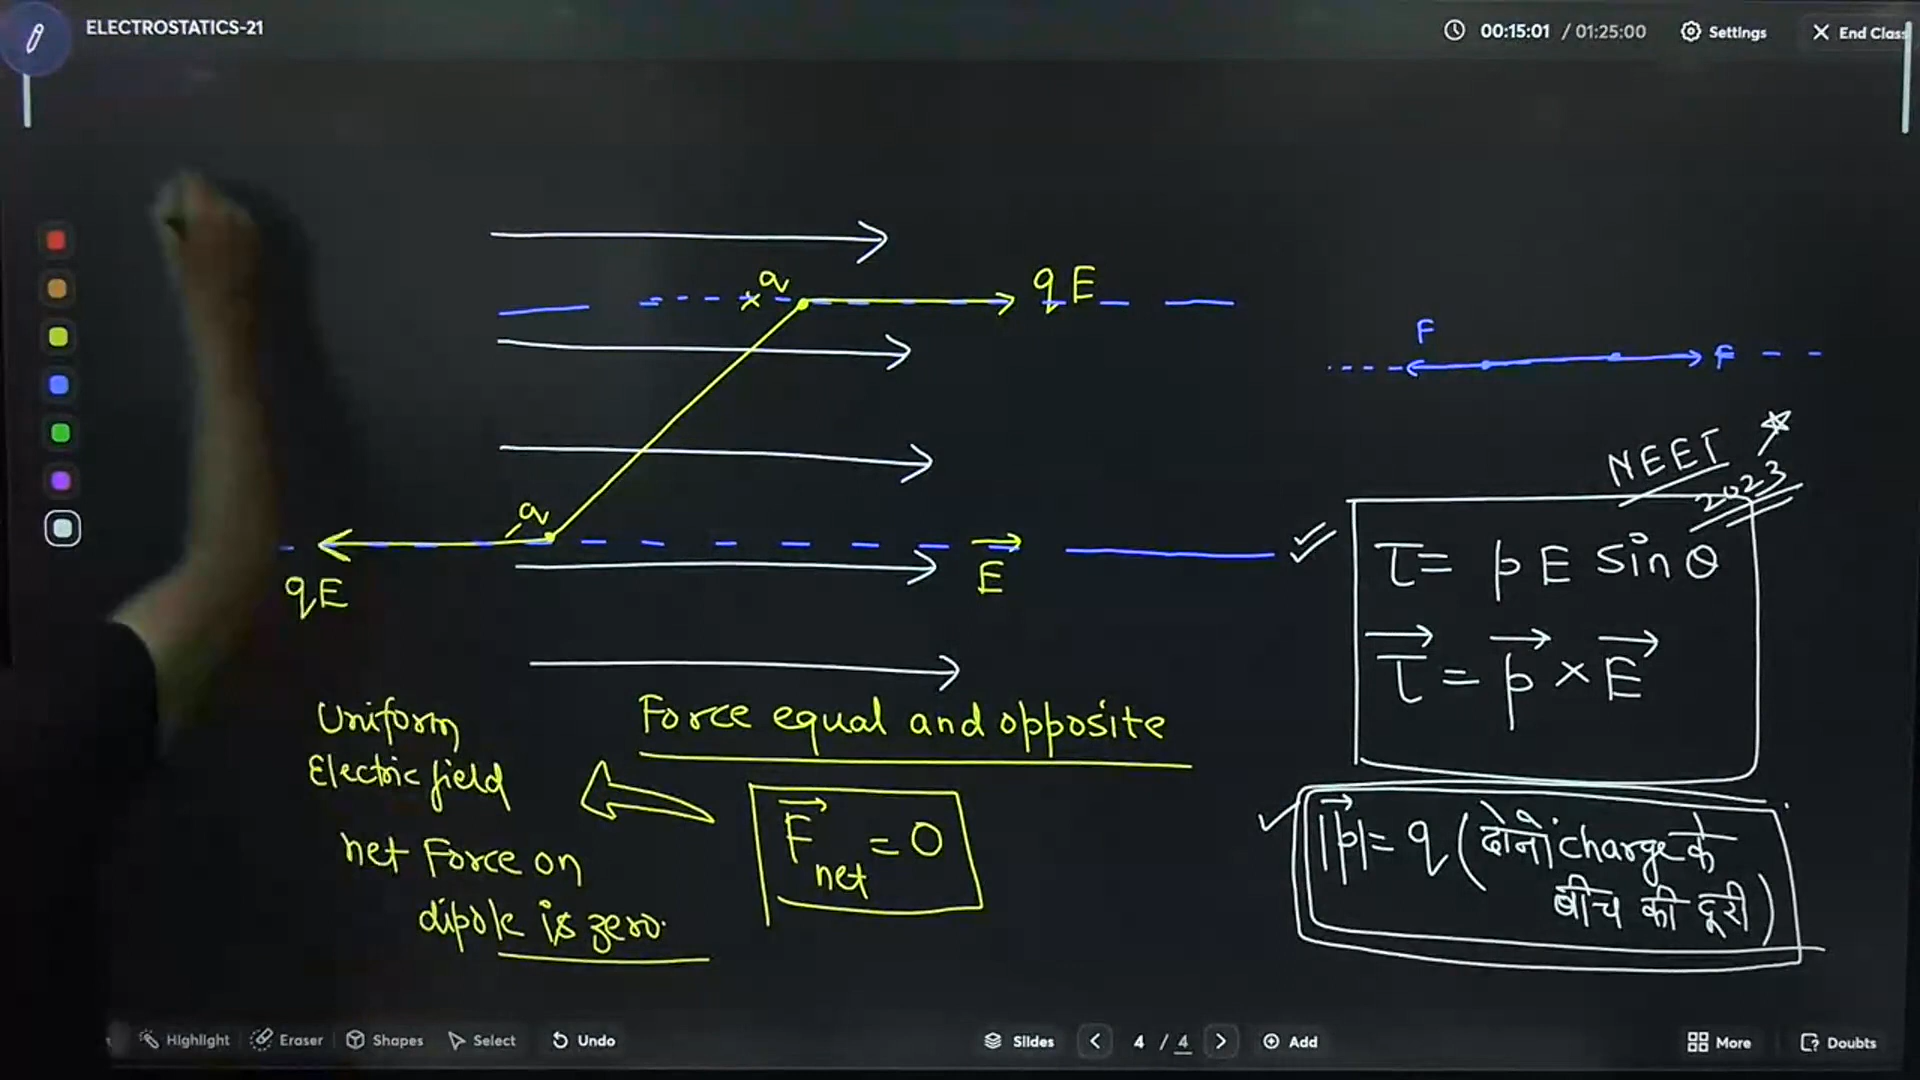 ELECTROSTATICS-21
00:15:01 / 01:25:00
Settings
End Class
q
qE
F
F
NEET
2023
-q
qE
E
τ = p E sin θ
τ = p × E
Uniform
Electric field
net Force on
dipole is zero.
Force equal and opposite
F net = 0
|p| = q (दोनों charge के
बीच की दूरी)
Highlight
Eraser
Shapes
Select
Undo
Slides
4 / 4
Add
More
Doubts